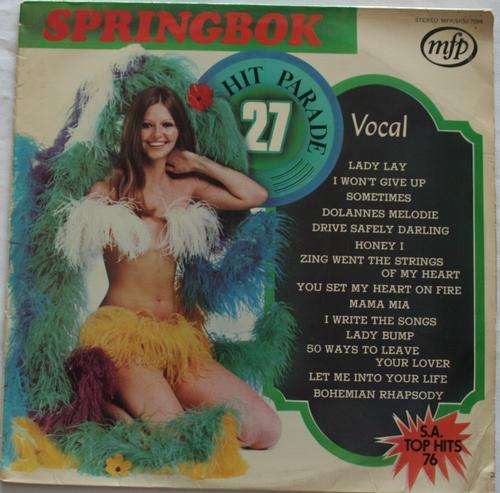 SPRINGBOK
HIT PARADE
27
mfp
Vocal
LADY LAY
I WON'T GIVE UP
SOMETIMES
DOLANNES MELODIE
DRIVE SAFELY DARLING
HONEY I
ZING WENT THE STRINGS
OF MY HEART
YOU SET MY HEART ON FIRE
MAMA MIA
I WRITE THE SONGS
LADY BUMP
50 WAYS TO LEAVE
YOUR LOVER
LET ME INTO YOUR LIFE
BOHEMIAN RHAPSODY
S.A.
TOP HITS
76